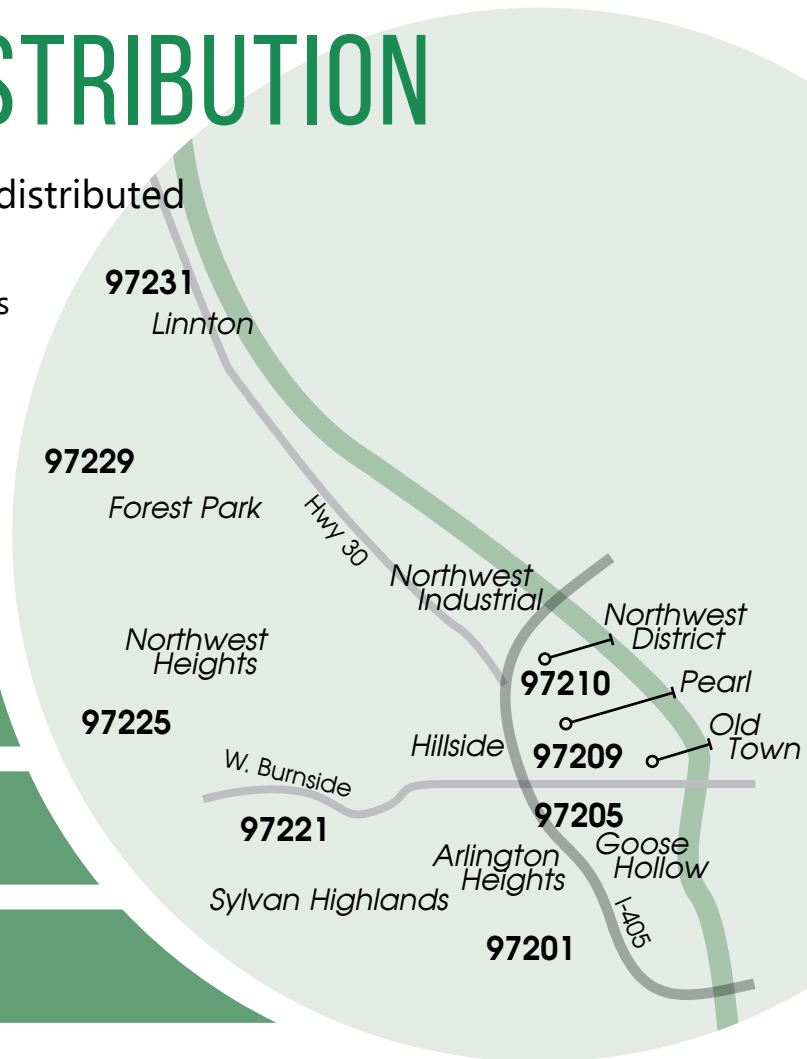 STRIBUTION
distributed
s
97231
Linnton
97229
Forest Park
Hwy 30
Northwest
Industrial
Northwest
District
Northwest
Heights
97210
Pearl
97225
Old
Town
Hillside
97209
W. Burnside
97205
97221
Goose
Hollow
Arlington
Heights
Sylvan Highlands
I-405
97201